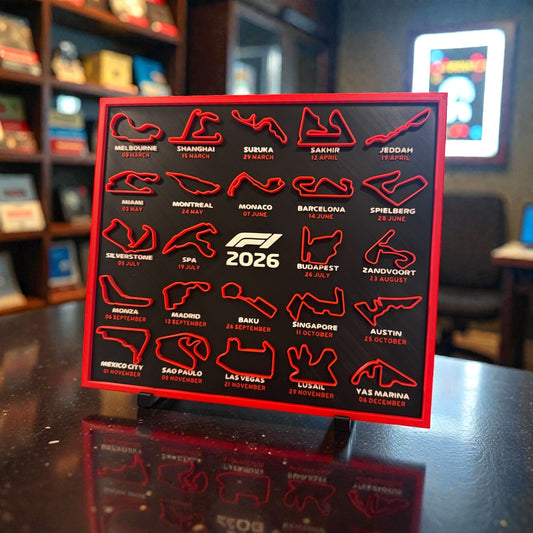 MELBOURNE
08 MARCH
SHANGHAI
15 MARCH
SUZUKA
29 MARCH
SAKHIR
12 APRIL
JEDDAH
19 APRIL
MIAMI
03 MAY
MONTREAL
24 MAY
MONACO
07 JUNE
BARCELONA
14 JUNE
SPIELBERG
28 JUNE
SILVERSTONE
05 JULY
SPA
19 JULY
F1
2026
BUDAPEST
26 JULY
ZANDVOORT
23 AUGUST
MONZA
06 SEPTEMBER
MADRID
13 SEPTEMBER
BAKU
26 SEPTEMBER
SINGAPORE
11 OCTOBER
AUSTIN
25 OCTOBER
MEXICO CITY
01 NOVEMBER
SAO PAULO
08 NOVEMBER
LAS VEGAS
21 NOVEMBER
LUSAIL
29 NOVEMBER
YAS MARINA
06 DECEMBER